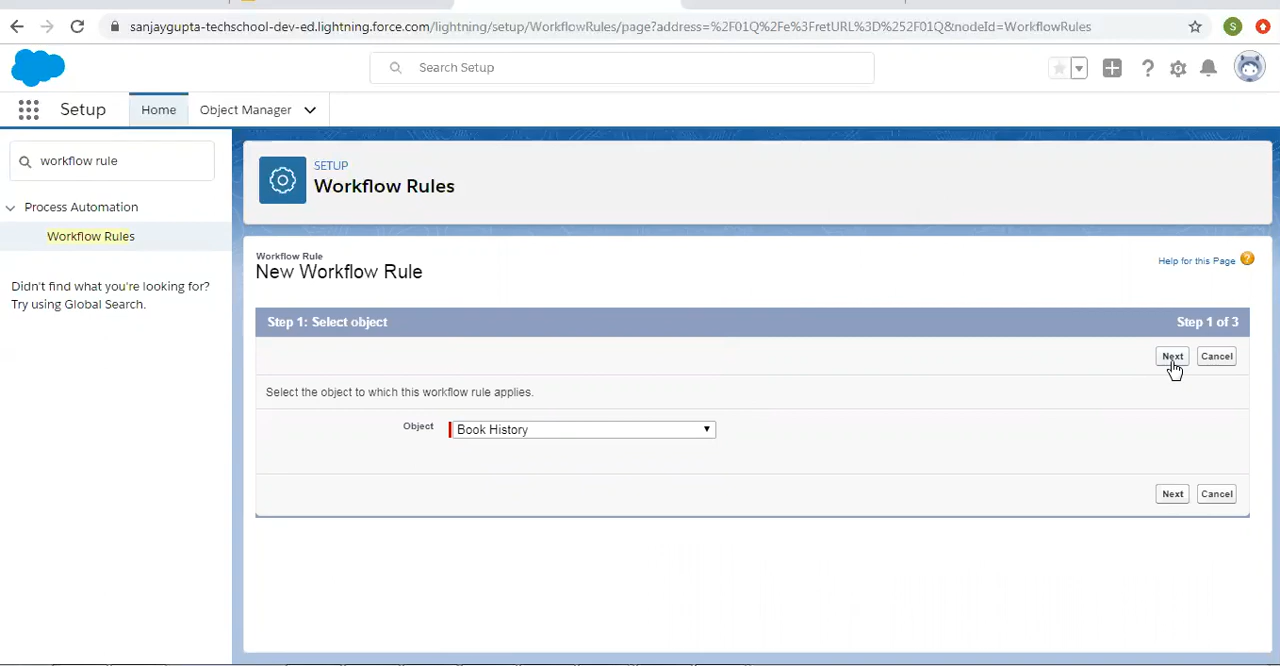 sanjaygupta-techschool-dev-ed.lightning.force.com/lightning/setup/WorkflowRules/page?address=%2F01Q%2Fe%3FretURL%3D%252F01Q&nodeId=WorkflowRules
S
Search Setup
Setup
Home
Object Manager
workflow rule
SETUP
Workflow Rules
Process Automation
Workflow Rules
Didn't find what you're looking for?
Try using Global Search.
Workflow Rule
New Workflow Rule
Help for this Page
Step 1: Select object
Step 1 of 3
Next
Cancel
Select the object to which this workflow rule applies.
Object
Book History
Next
Cancel